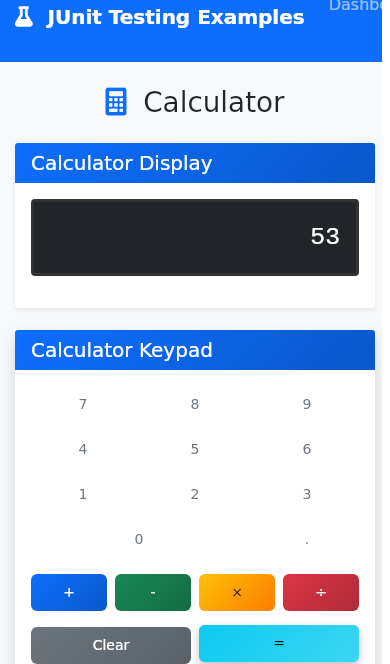 JUnit Testing Examples
Calculator
Calculator Display
53
Calculator Keypad
7 8 9
4 5 6
1 2 3
0 .
+ - × ÷
Clear =